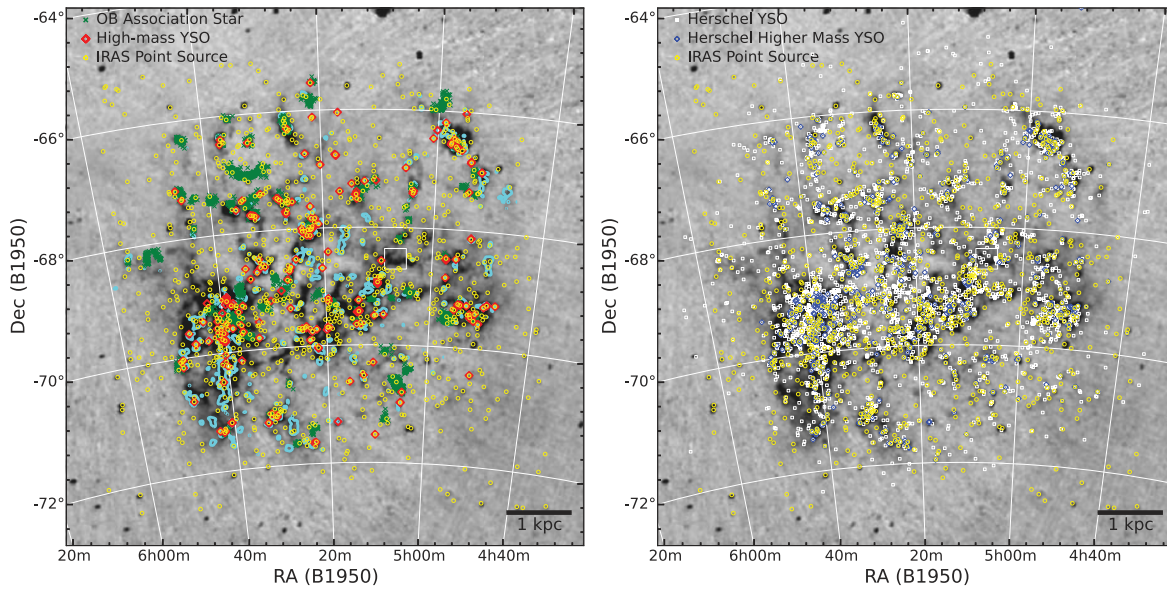 OB Association Star
High-mass YSO
IRAS Point Source
-64°
-66°
-68°
-70°
-72°
Dec (B1950)
1 kpc
20m 6h00m 40m 20m 5h00m 4h40m
RA (B1950)
Herschel YSO
Herschel Higher Mass YSO
IRAS Point Source
-64°
-66°
-68°
-70°
-72°
Dec (B1950)
1 kpc
20m 6h00m 40m 20m 5h00m 4h40m
RA (B1950)